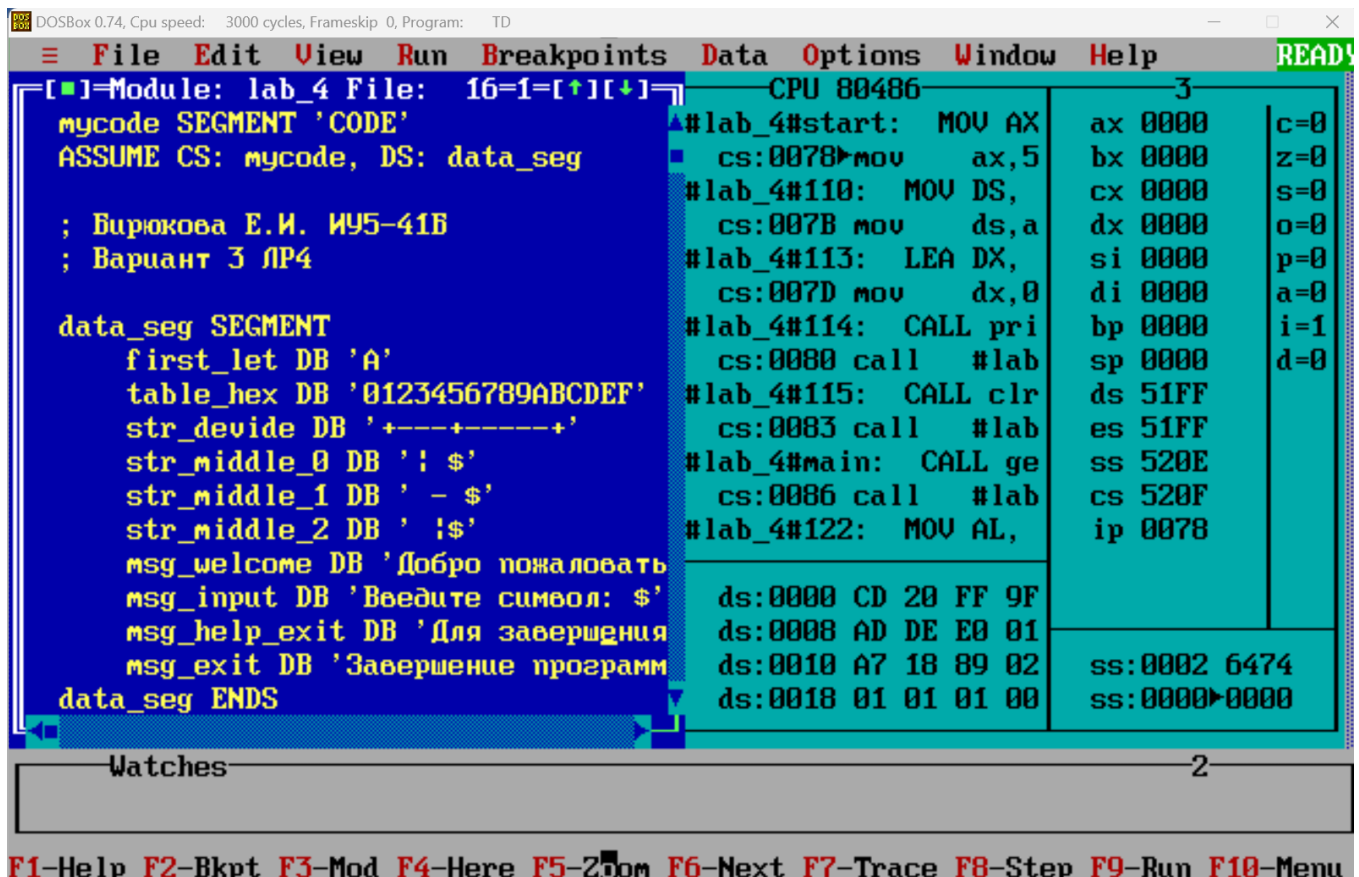 DOSBox 0.74, Cpu speed: 3000 cycles, Frameskip 0, Program: TD
≡ File Edit View Run Breakpoints Data Options Window Help READY
[■]=Module: lab_4 File: 16=1=[↑][↓]
mycode SEGMENT 'CODE'
ASSUME CS: mycode, DS: data_seg
; Бирюкова Е.И. ИУ5-41Б
; Вариант 3 ЛР4
data_seg SEGMENT
first_let DB 'A'
table_hex DB '0123456789ABCDEF'
str_devide DB '+---+-----+'
str_middle_0 DB '¦ $'
str_middle_1 DB ' - $'
str_middle_2 DB ' ¦$'
msg_welcome DB 'Добро пожаловать
msg_input DB 'Введите символ: $'
msg_help_exit DB 'Для завершения
msg_exit DB 'Завершение программ
data_seg ENDS
CPU 80486 3
#lab_4#start: MOV AX
cs:0078►mov ax,5
#lab_4#110: MOV DS,
cs:007B mov ds,a
#lab_4#113: LEA DX,
cs:007D mov dx,0
#lab_4#114: CALL pri
cs:0080 call #lab
#lab_4#115: CALL clr
cs:0083 call #lab
#lab_4#main: CALL ge
cs:0086 call #lab
#lab_4#122: MOV AL,
ds:0000 CD 20 FF 9F
ds:0008 AD DE E0 01
ds:0010 A7 18 89 02
ds:0018 01 01 01 00
ax 0000 c=0
bx 0000 z=0
cx 0000 s=0
dx 0000 o=0
si 0000 p=0
di 0000 a=0
bp 0000 i=1
sp 0000 d=0
ds 51FF
es 51FF
ss 520E
cs 520F
ip 0078
ss:0002 6474
ss:0000►0000
Watches 2
F1-Help F2-Bkpt F3-Mod F4-Here F5-Zoom F6-Next F7-Trace F8-Step F9-Run F10-Menu